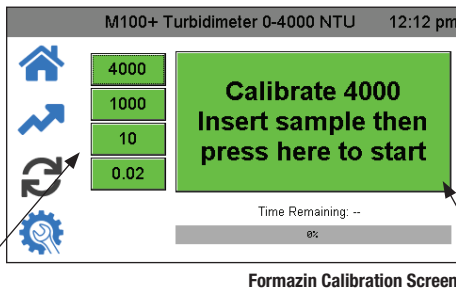 M100+ Turbidimeter 0-4000 NTU 12:12 pm
4000
1000
10
0.02
Calibrate 4000
Insert sample then
press here to start
Time Remaining: --
0%
Formazin Calibration Screen